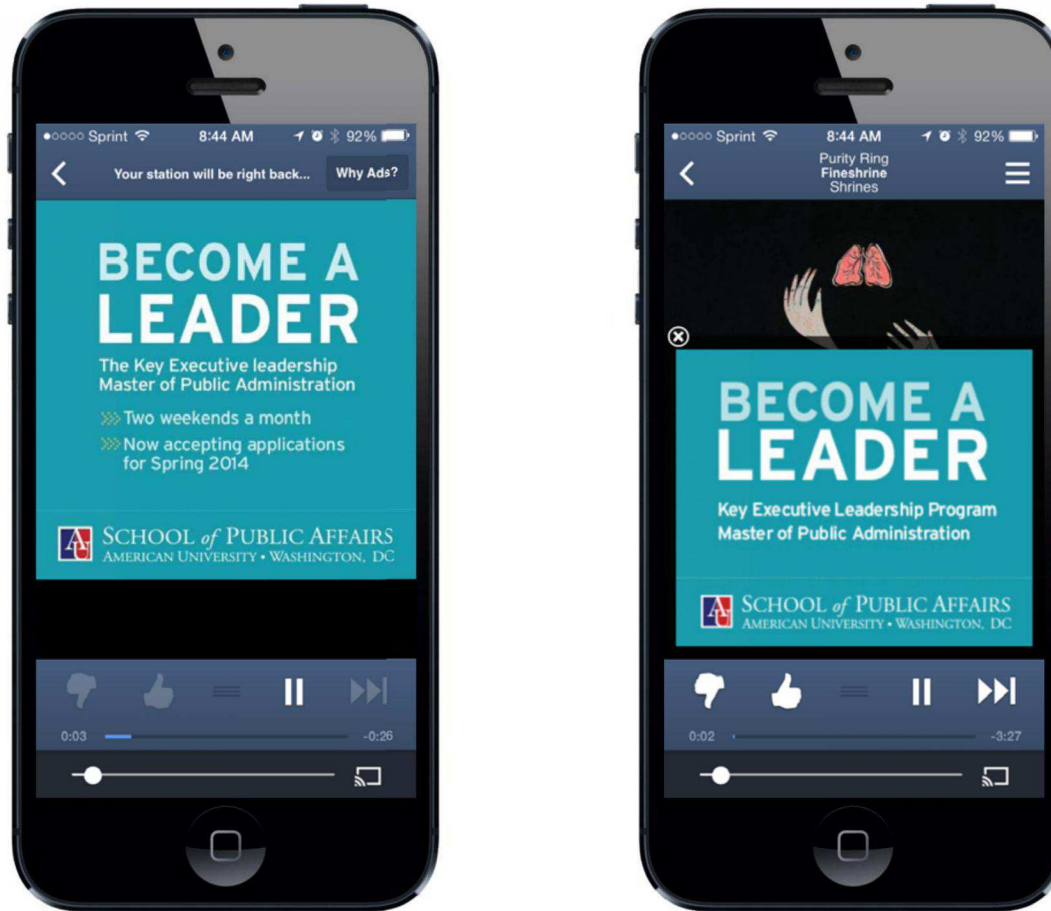 Sprint 8:44 AM 92%
Your station will be right back... Why Ads?
BECOME A
LEADER
The Key Executive leadership
Master of Public Administration
Two weekends a month
Now accepting applications
for Spring 2014
AU SCHOOL of PUBLIC AFFAIRS
AMERICAN UNIVERSITY • WASHINGTON, DC
0:03 -0:26
Sprint 8:44 AM 92%
Purity Ring
Fineshrine
Shrines
BECOME A
LEADER
Key Executive Leadership Program
Master of Public Administration
AU SCHOOL of PUBLIC AFFAIRS
AMERICAN UNIVERSITY • WASHINGTON, DC
0:02 -3:27